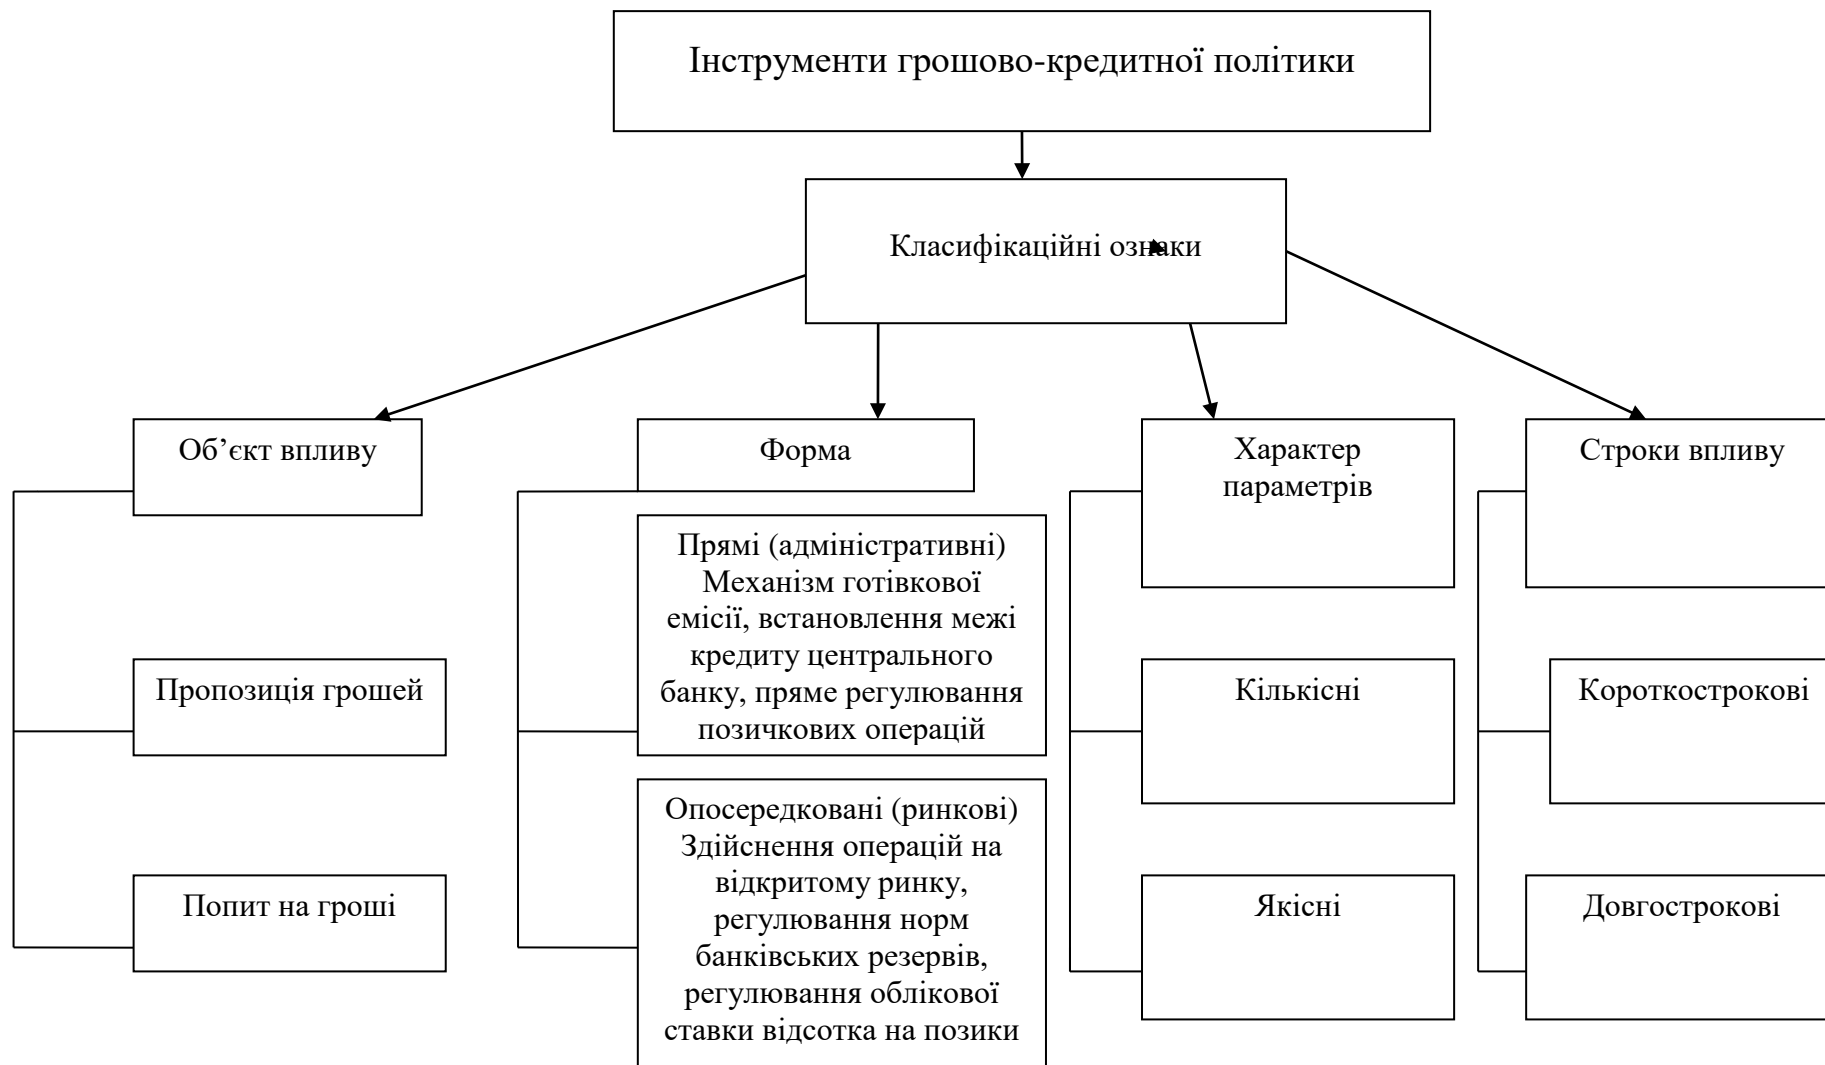 Інструменти грошово-кредитної політики
Класифікаційні ознаки
Об’єкт впливу
Пропозиція грошей
Попит на гроші
Форма
Прямі (адміністративні)
Механізм готівкової
емісії, встановлення межі
кредиту центрального
банку, пряме регулювання
позичкових операцій
Опосередковані (ринкові)
Здійснення операцій на
відкритому ринку,
регулювання норм
банківських резервів,
регулювання облікової
ставки відсотка на позики
Характер
параметрів
Кількісні
Якісні
Строки впливу
Короткострокові
Довгострокові